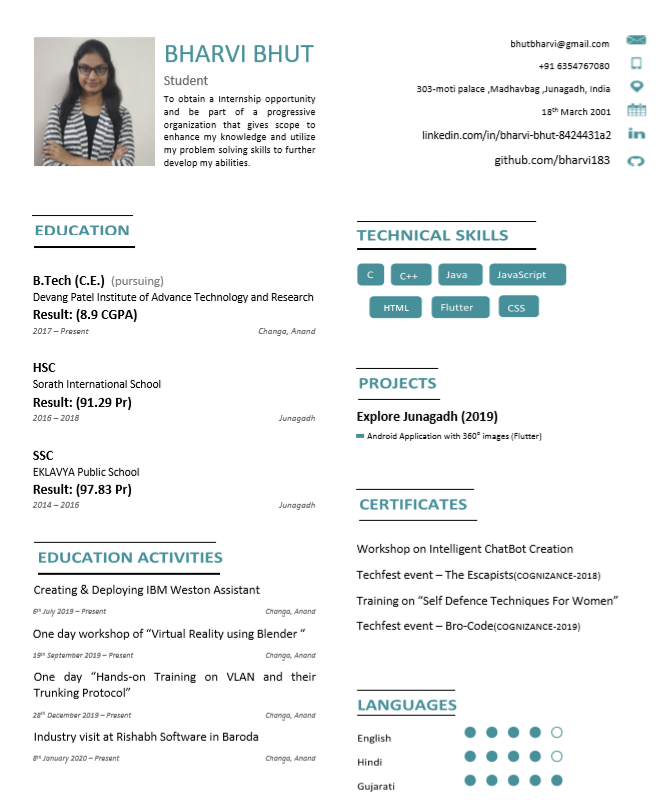 BHARVI BHUT
Student
To obtain a Internship opportunity
and be part of a progressive
organization that gives scope to
enhance my knowledge and utilize
my problem solving skills to further
develop my abilities.
bhutbharvi@gmail.com
+91 6354767080
303-moti palace ,Madhavbag ,Junagadh, India
18th March 2001
linkedin.com/in/bharvi-bhut-8424431a2
github.com/bharvi183
EDUCATION
B.Tech (C.E.) (pursuing)
Devang Patel Institute of Advance Technology and Research
Result: (8.9 CGPA)
2017 – Present Changa, Anand
HSC
Sorath International School
Result: (91.29 Pr)
2016 – 2018 Junagadh
SSC
EKLAVYA Public School
Result: (97.83 Pr)
2014 – 2016 Junagadh
EDUCATION ACTIVITIES
Creating & Deploying IBM Weston Assistant
6th July 2019 – Present Changa, Anand
One day workshop of “Virtual Reality using Blender “
19th September 2019 – Present Changa, Anand
One day “Hands-on Training on VLAN and their
Trunking Protocol”
28th December 2019 – Present Changa, Anand
Industry visit at Rishabh Software in Baroda
8th January 2020 – Present Changa, Anand
TECHNICAL SKILLS
C C++ Java JavaScript
HTML Flutter CSS
PROJECTS
Explore Junagadh (2019)
Android Application with 360° images (Flutter)
CERTIFICATES
Workshop on Intelligent ChatBot Creation
Techfest event – The Escapists(COGNIZANCE-2018)
Training on “Self Defence Techniques For Women”
Techfest event – Bro-Code(COGNIZANCE-2019)
LANGUAGES
English
Hindi
Gujarati